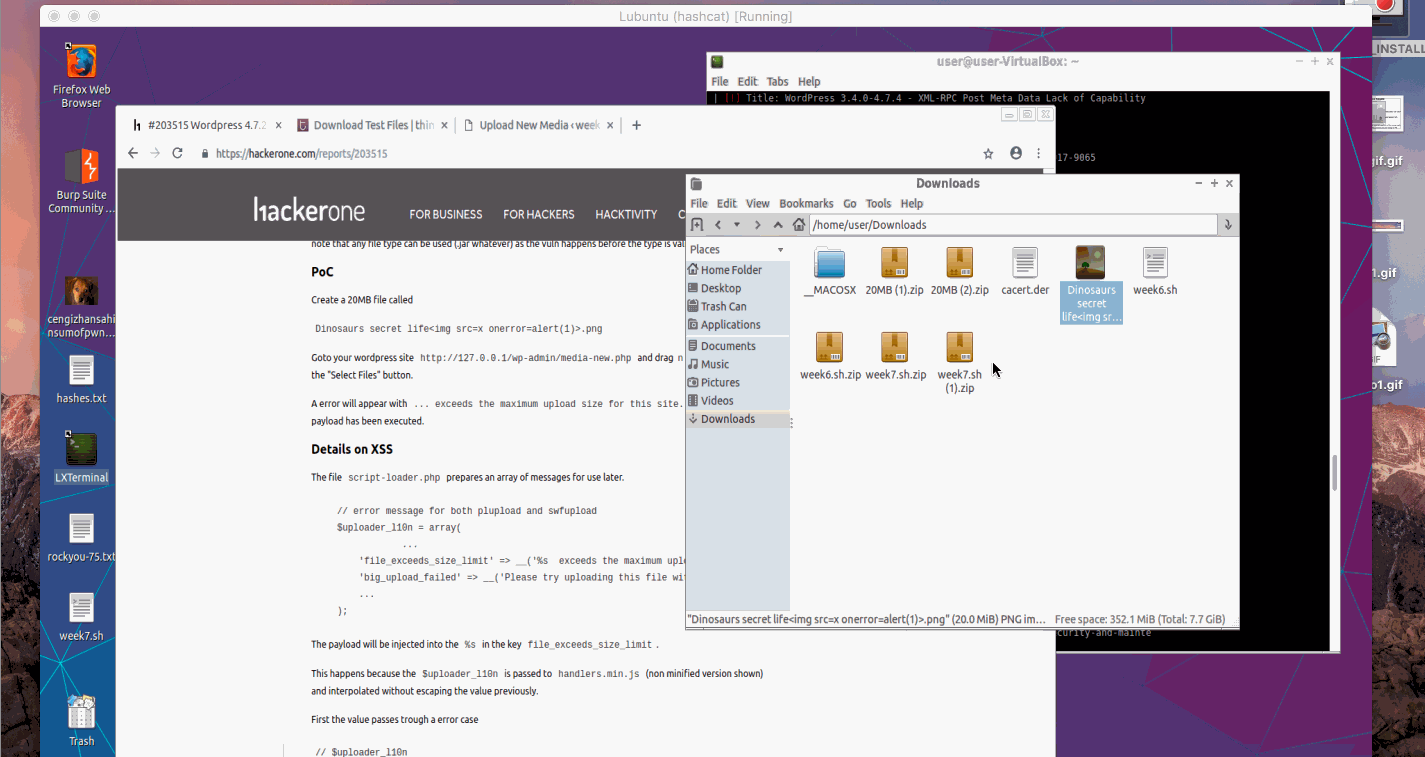 Lubuntu (hashcat) [Running]
INSTALL
Firefox Web
Browser
Burp Suite
Community ...
cengizhansahi
nsumofpwn...
hashes.txt
LXTerminal
rockyou-75.txt
week7.sh
Trash
user@user-VirtualBox: ~
File Edit Tabs Help
| [!] Title: WordPress 3.4.0-4.7.4 - XML-RPC Post Meta Data Lack of Capability
17-9065
curity-and-mainte
#203515 Wordpress 4.7.2
Download Test Files | thin
Upload New Media ‹ week
https://hackerone.com/reports/203515
hackerone
FOR BUSINESS FOR HACKERS HACKTIVITY C
note that any file type can be used (.jar whatever) as the vuln happens before the type is val
PoC
Create a 20MB file called
Dinosaurs secret life<img src=x onerror=alert(1)>.png
Goto your wordpress site http://127.0.0.1/wp-admin/media-new.php and drag n
the "Select Files" button.
A error will appear with ... exceeds the maximum upload size for this site.
payload has been executed.
Details on XSS
The file script-loader.php prepares an array of messages for use later.
// error message for both plupload and swfupload
$uploader_l10n = array(
...
'file_exceeds_size_limit' => __('%s exceeds the maximum uplo
'big_upload_failed' => __('Please try uploading this file wit
...
);
The payload will be injected into the %s in the key file_exceeds_size_limit .
This happens because the $uploader_l10n is passed to handlers.min.js (non minified version shown)
and interpolated without escaping the value previously.
First the value passes trough a error case
// $uploader_l10n
Downloads
File Edit View Bookmarks Go Tools Help
/home/user/Downloads
Places
Home Folder
Desktop
Trash Can
Applications
Documents
Music
Pictures
Videos
Downloads
__MACOSX
20MB (1).zip
20MB (2).zip
cacert.der
Dinosaurs
secret
life<img sr...
week6.sh
week6.sh.zip
week7.sh.zip
week7.sh
(1).zip
"Dinosaurs secret life<img src=x onerror=alert(1)>.png" (20.0 MiB) PNG im... Free space: 352.1 MiB (Total: 7.7 GiB)
gif.gif
1.gif
GIF
o1.gif